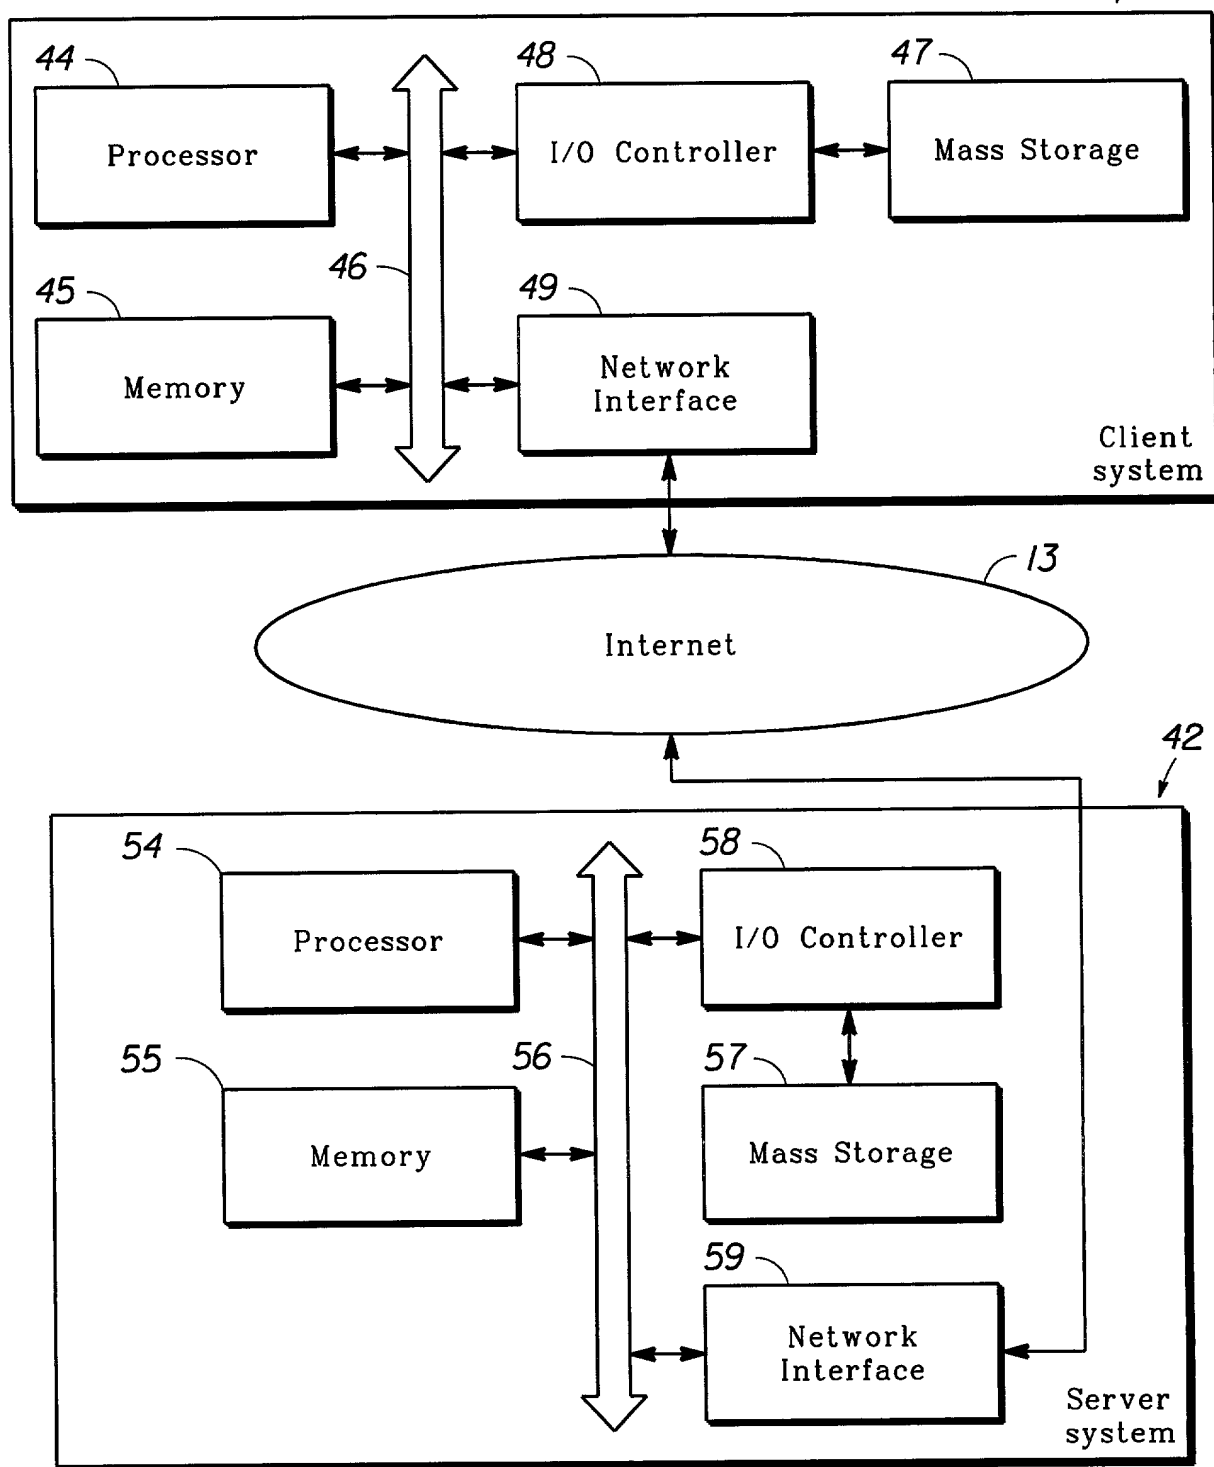 44
48
47
Processor
I/O Controller
Mass Storage
46
45
49
Memory
Network
Interface
Client
system
13
Internet
42
54
58
Processor
I/O Controller
55
56
57
Memory
Mass Storage
59
Network
Interface
Server
system